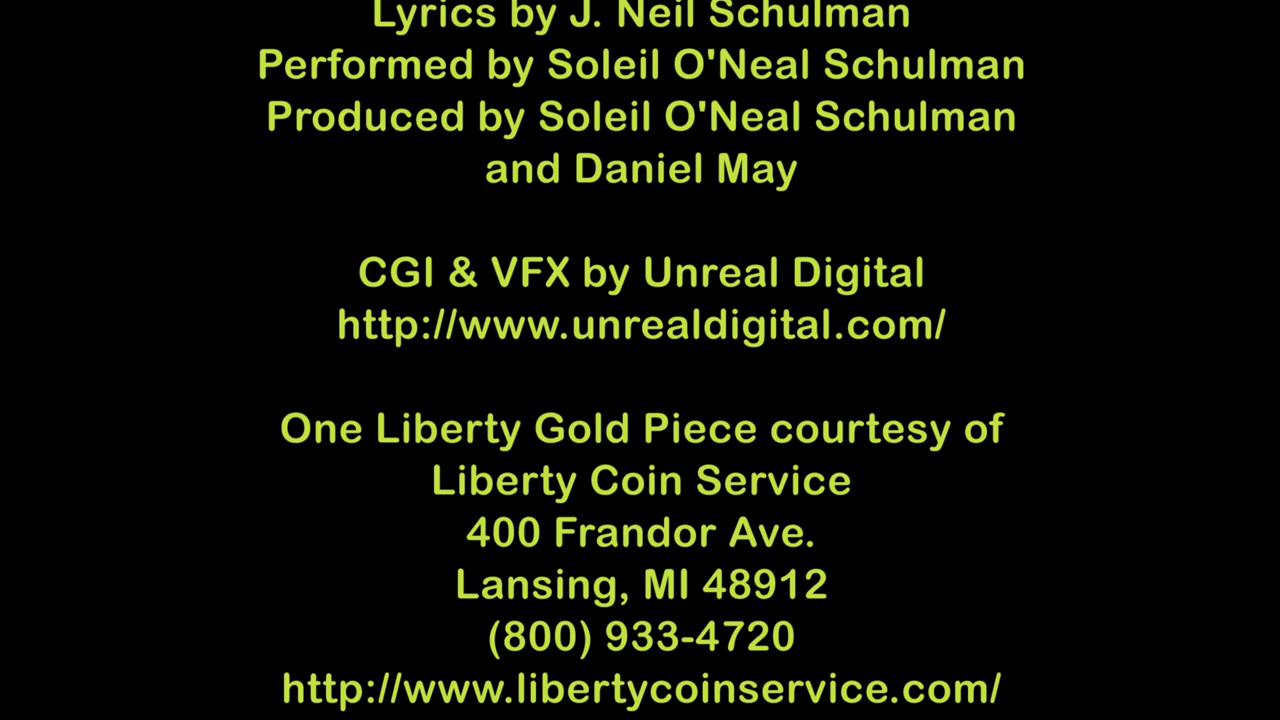 Lyrics by J. Neil Schulman
Performed by Soleil O'Neal Schulman
Produced by Soleil O'Neal Schulman
and Daniel May
CGI & VFX by Unreal Digital
http://www.unrealdigital.com/
One Liberty Gold Piece courtesy of
Liberty Coin Service
400 Frandor Ave.
Lansing, MI 48912
(800) 933-4720
http://www.libertycoinservice.com/